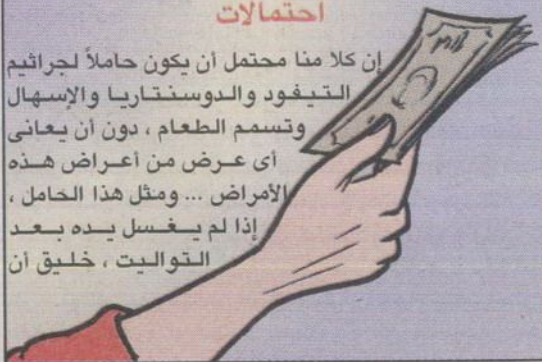 احتمالات
إن كلا منا محتمل أن يكون حاملاً لجراثيم
التيفود والدوسنتاريا والإسهال
وتسمم الطعام ، دون أن يعانى
أى عرض من أعراض هذه
الأمراض ... ومثل هذا الحامل ،
إذا لم يغسل يده بعد
التواليت ، خليق أن